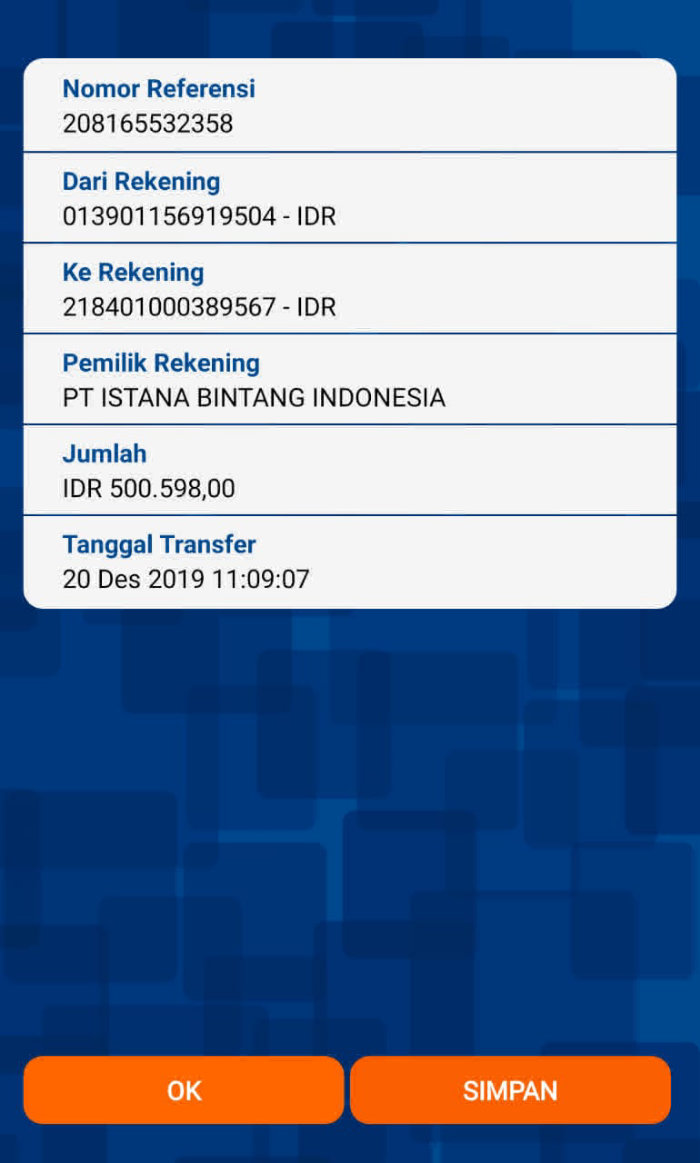 Nomor Referensi
208165532358
Dari Rekening
013901156919504 - IDR
Ke Rekening
218401000389567 - IDR
Pemilik Rekening
PT ISTANA BINTANG INDONESIA
Jumlah
IDR 500.598,00
Tanggal Transfer
20 Des 2019 11:09:07
OK
SIMPAN